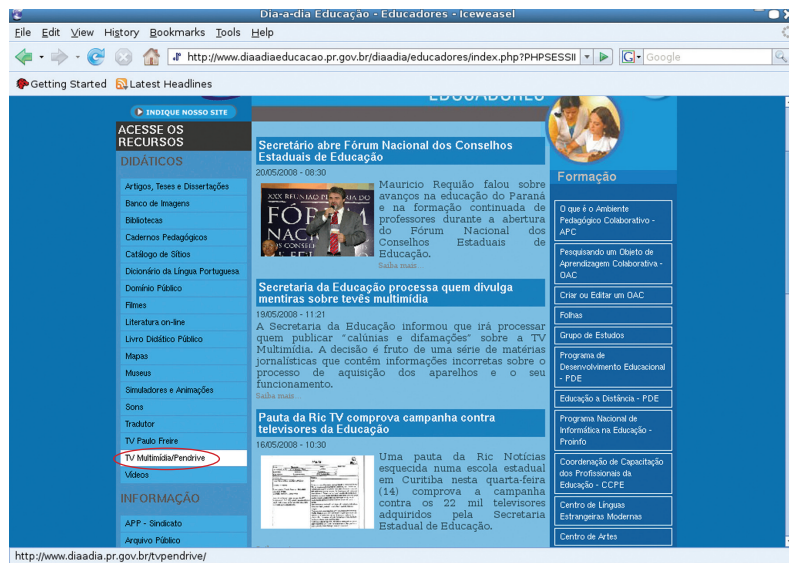 Dia-a-dia Educação - Educadores - Iceweasel
File Edit View History Bookmarks Tools Help
http://www.diaadiaeducacao.pr.gov.br/diaadia/educadores/index.php?PHPSESSII
Google
Getting Started Latest Headlines
INDIQUE NOSSO SITE
ACESSE OS
RECURSOS
DIDÁTICOS
Artigos, Teses e Dissertações
Banco de Imagens
Bibliotecas
Cadernos Pedagógicos
Catálogo de Sítios
Dicionário da Língua Portuguesa
Domínio Público
Filmes
Literatura on-line
Livro Didático Público
Mapas
Museus
Simuladores e Animações
Sons
Tradutor
TV Paulo Freire
TV Multimídia/Pendrive
Vídeos
INFORMAÇÃO
APP - Sindicato
Arquivo Público
EDUCADORES
Secretário abre Fórum Nacional dos Conselhos
Estaduais de Educação
20/05/2008 - 08:30
XXX REUNIÃO
FÓR
NAC
Mauricio Requião falou sobre
avanços na educação do Paraná
e na formação continuada de
professores durante a abertura
do Fórum Nacional dos
Conselhos Estaduais de
Educação.
Saiba mais...
Secretaria da Educação processa quem divulga
mentiras sobre tevês multimídia
19/05/2008 - 11:21
A Secretaria da Educação informou que irá processar
quem publicar "calúnias e difamações" sobre a TV
Multimídia. A decisão é fruto de uma série de matérias
jornalísticas que contém informações incorretas sobre o
processo de aquisição dos aparelhos e o seu
funcionamento.
Saiba mais...
Pauta da Ric TV comprova campanha contra
televisores da Educação
16/05/2008 - 10:30
Uma pauta da Ric Notícias
esquecida numa escola estadual
em Curitiba nesta quarta-feira
(14) comprova a campanha
contra os 22 mil televisores
adquiridos pela Secretaria
Estadual de Educação.
Formação
O que é o Ambiente
Pedagógico Colaborativo -
APC
Pesquisando um Objeto de
Aprendizagem Colaborativa -
OAC
Criar ou Editar um OAC
Folhas
Grupo de Estudos
Programa de
Desenvolvimento Educacional
- PDE
Educação a Distância - PDE
Programa Nacional de
Informática na Educação -
Proinfo
Coordenação de Capacitação
dos Profissionais da
Educação - CCPE
Centro de Línguas
Estrangeiras Modernas
Centro de Artes
http://www.diaadia.pr.gov.br/tvpendrive/